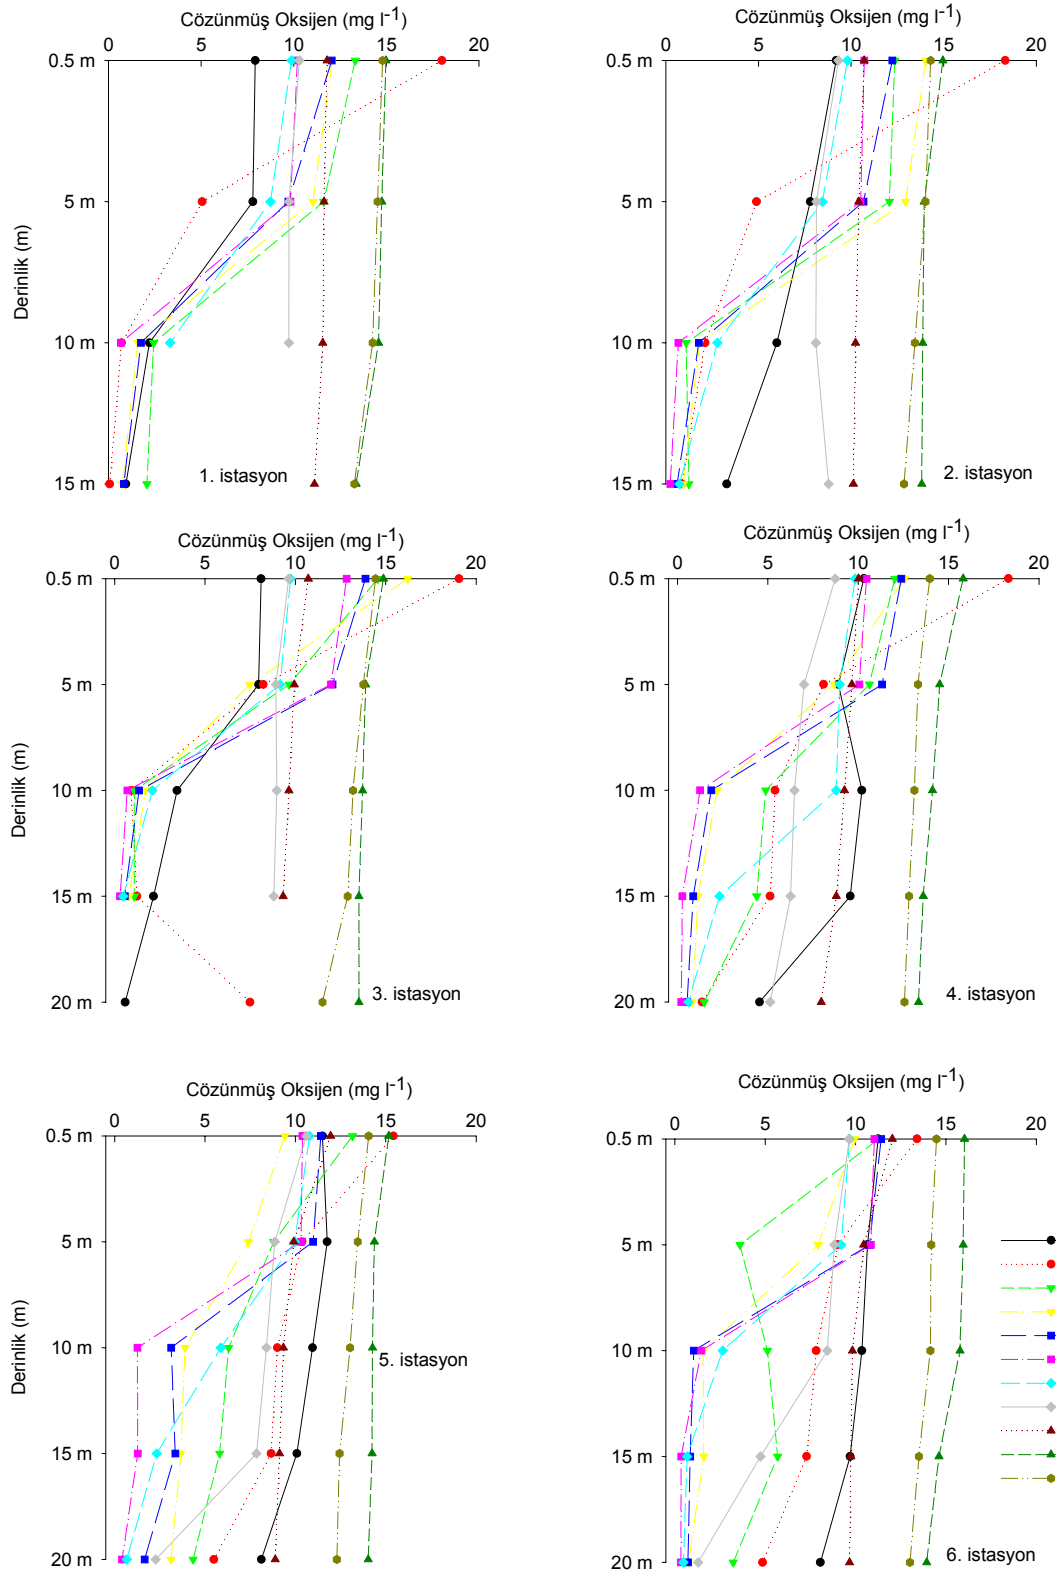 Cözünmüş Oksijen (mg l-1)
0 5 10 15 20
Derinlik (m)
0.5 m
5 m
10 m
15 m
1. istasyon
Cözünmüş Oksijen (mg l-1)
0 5 10 15 20
0.5 m
5 m
10 m
15 m
2. istasyon
Cözünmüş Oksijen (mg l-1)
0 5 10 15 20
Derinlik (m)
0.5 m
5 m
10 m
15 m
20 m
3. istasyon
Cözünmüş Oksijen (mg l-1)
0 5 10 15 20
0.5 m
5 m
10 m
15 m
20 m
4. istasyon
Cözünmüş Oksijen (mg l-1)
0 5 10 15 20
Derinlik (m)
0.5 m
5 m
10 m
15 m
20 m
5. istasyon
Cözünmüş Oksijen (mg l-1)
0 5 10 15 20
0.5 m
5 m
10 m
15 m
20 m
6. istasyon